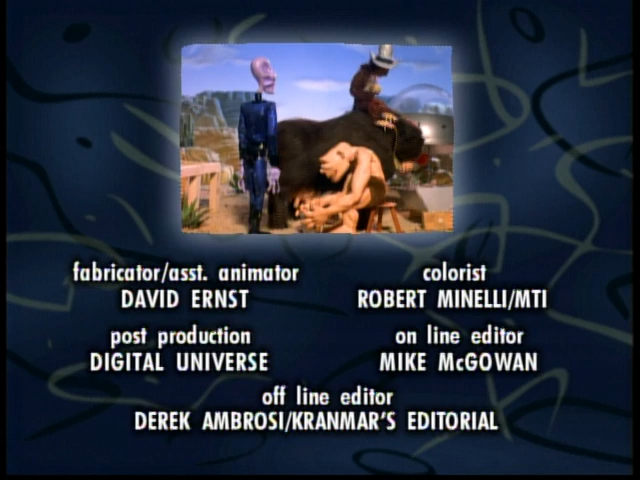 fabricator/asst. animator
DAVID ERNST
colorist
ROBERT MINELLI/MTI
post production
DIGITAL UNIVERSE
on line editor
MIKE McGOWAN
off line editor
DEREK AMBROSI/KRANMAR'S EDITORIAL